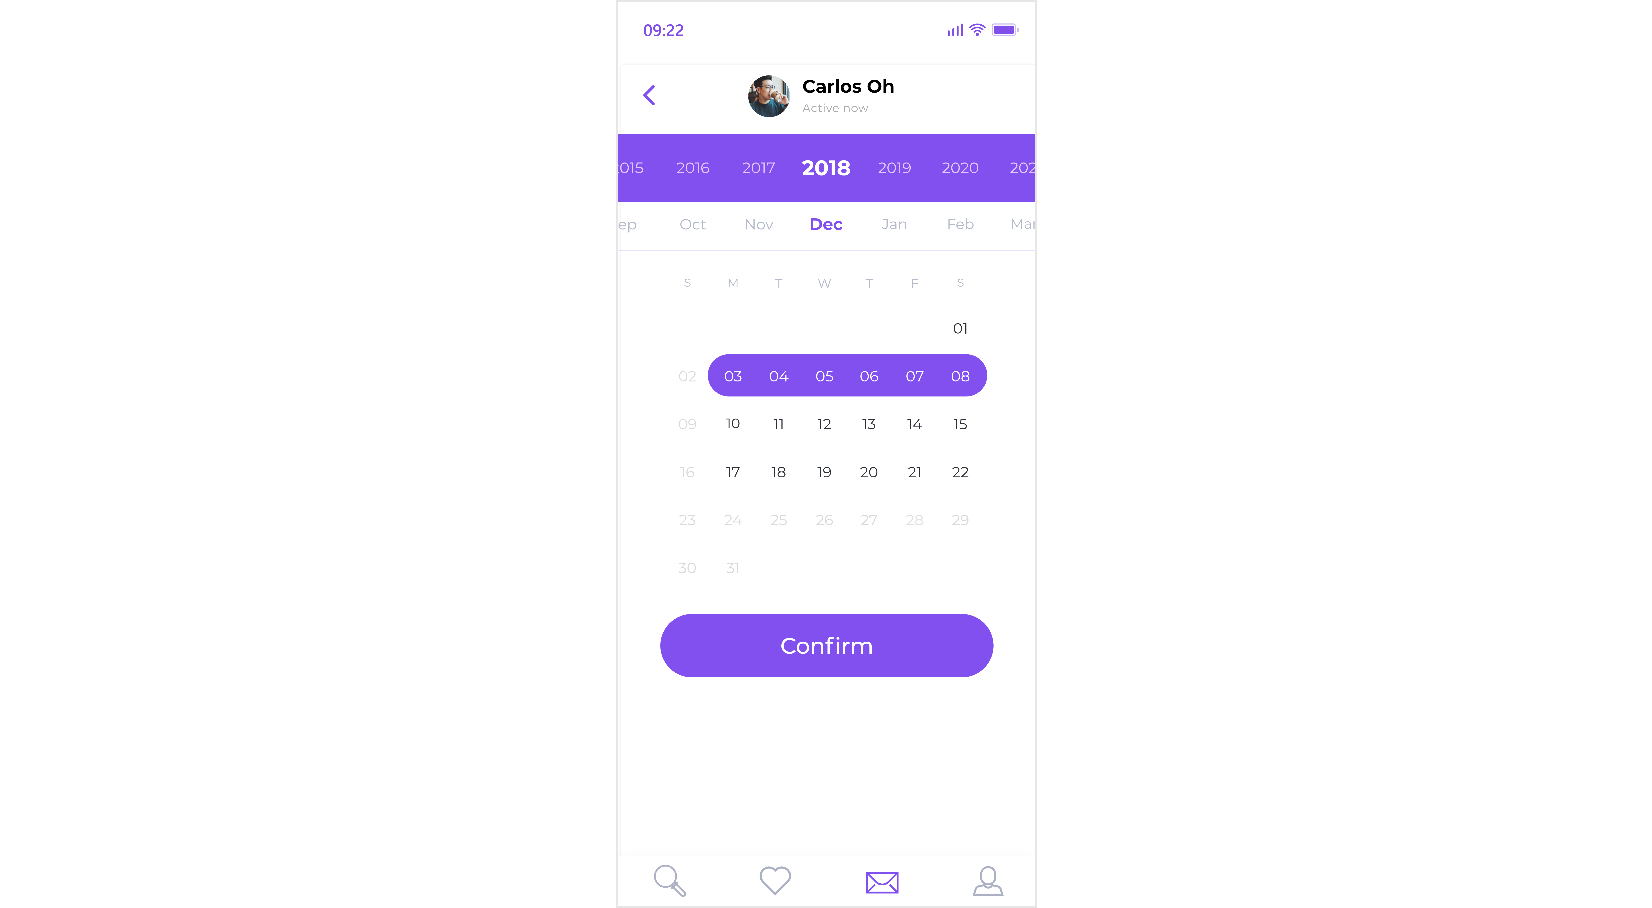 09:22
Carlos Oh
Active now
015 2016 2017 2018 2019 2020 202
ep Oct Nov Dec Jan Feb Mar
S M T W T F S
01
02 03 04 05 06 07 08
09 10 11 12 13 14 15
16 17 18 19 20 21 22
23 24 25 26 27 28 29
30 31
Confirm